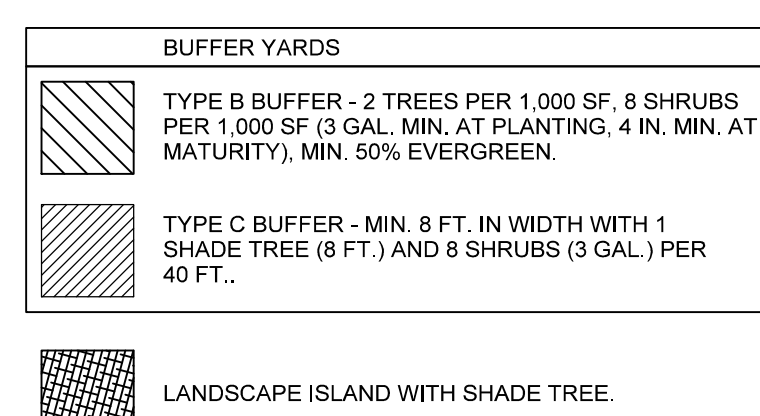 BUFFER YARDS
TYPE B BUFFER - 2 TREES PER 1,000 SF, 8 SHRUBS
PER 1,000 SF (3 GAL. MIN. AT PLANTING, 4 IN. MIN. AT
MATURITY), MIN. 50% EVERGREEN.
TYPE C BUFFER - MIN. 8 FT. IN WIDTH WITH 1
SHADE TREE (8 FT.) AND 8 SHRUBS (3 GAL.) PER
40 FT..
LANDSCAPE ISLAND WITH SHADE TREE.